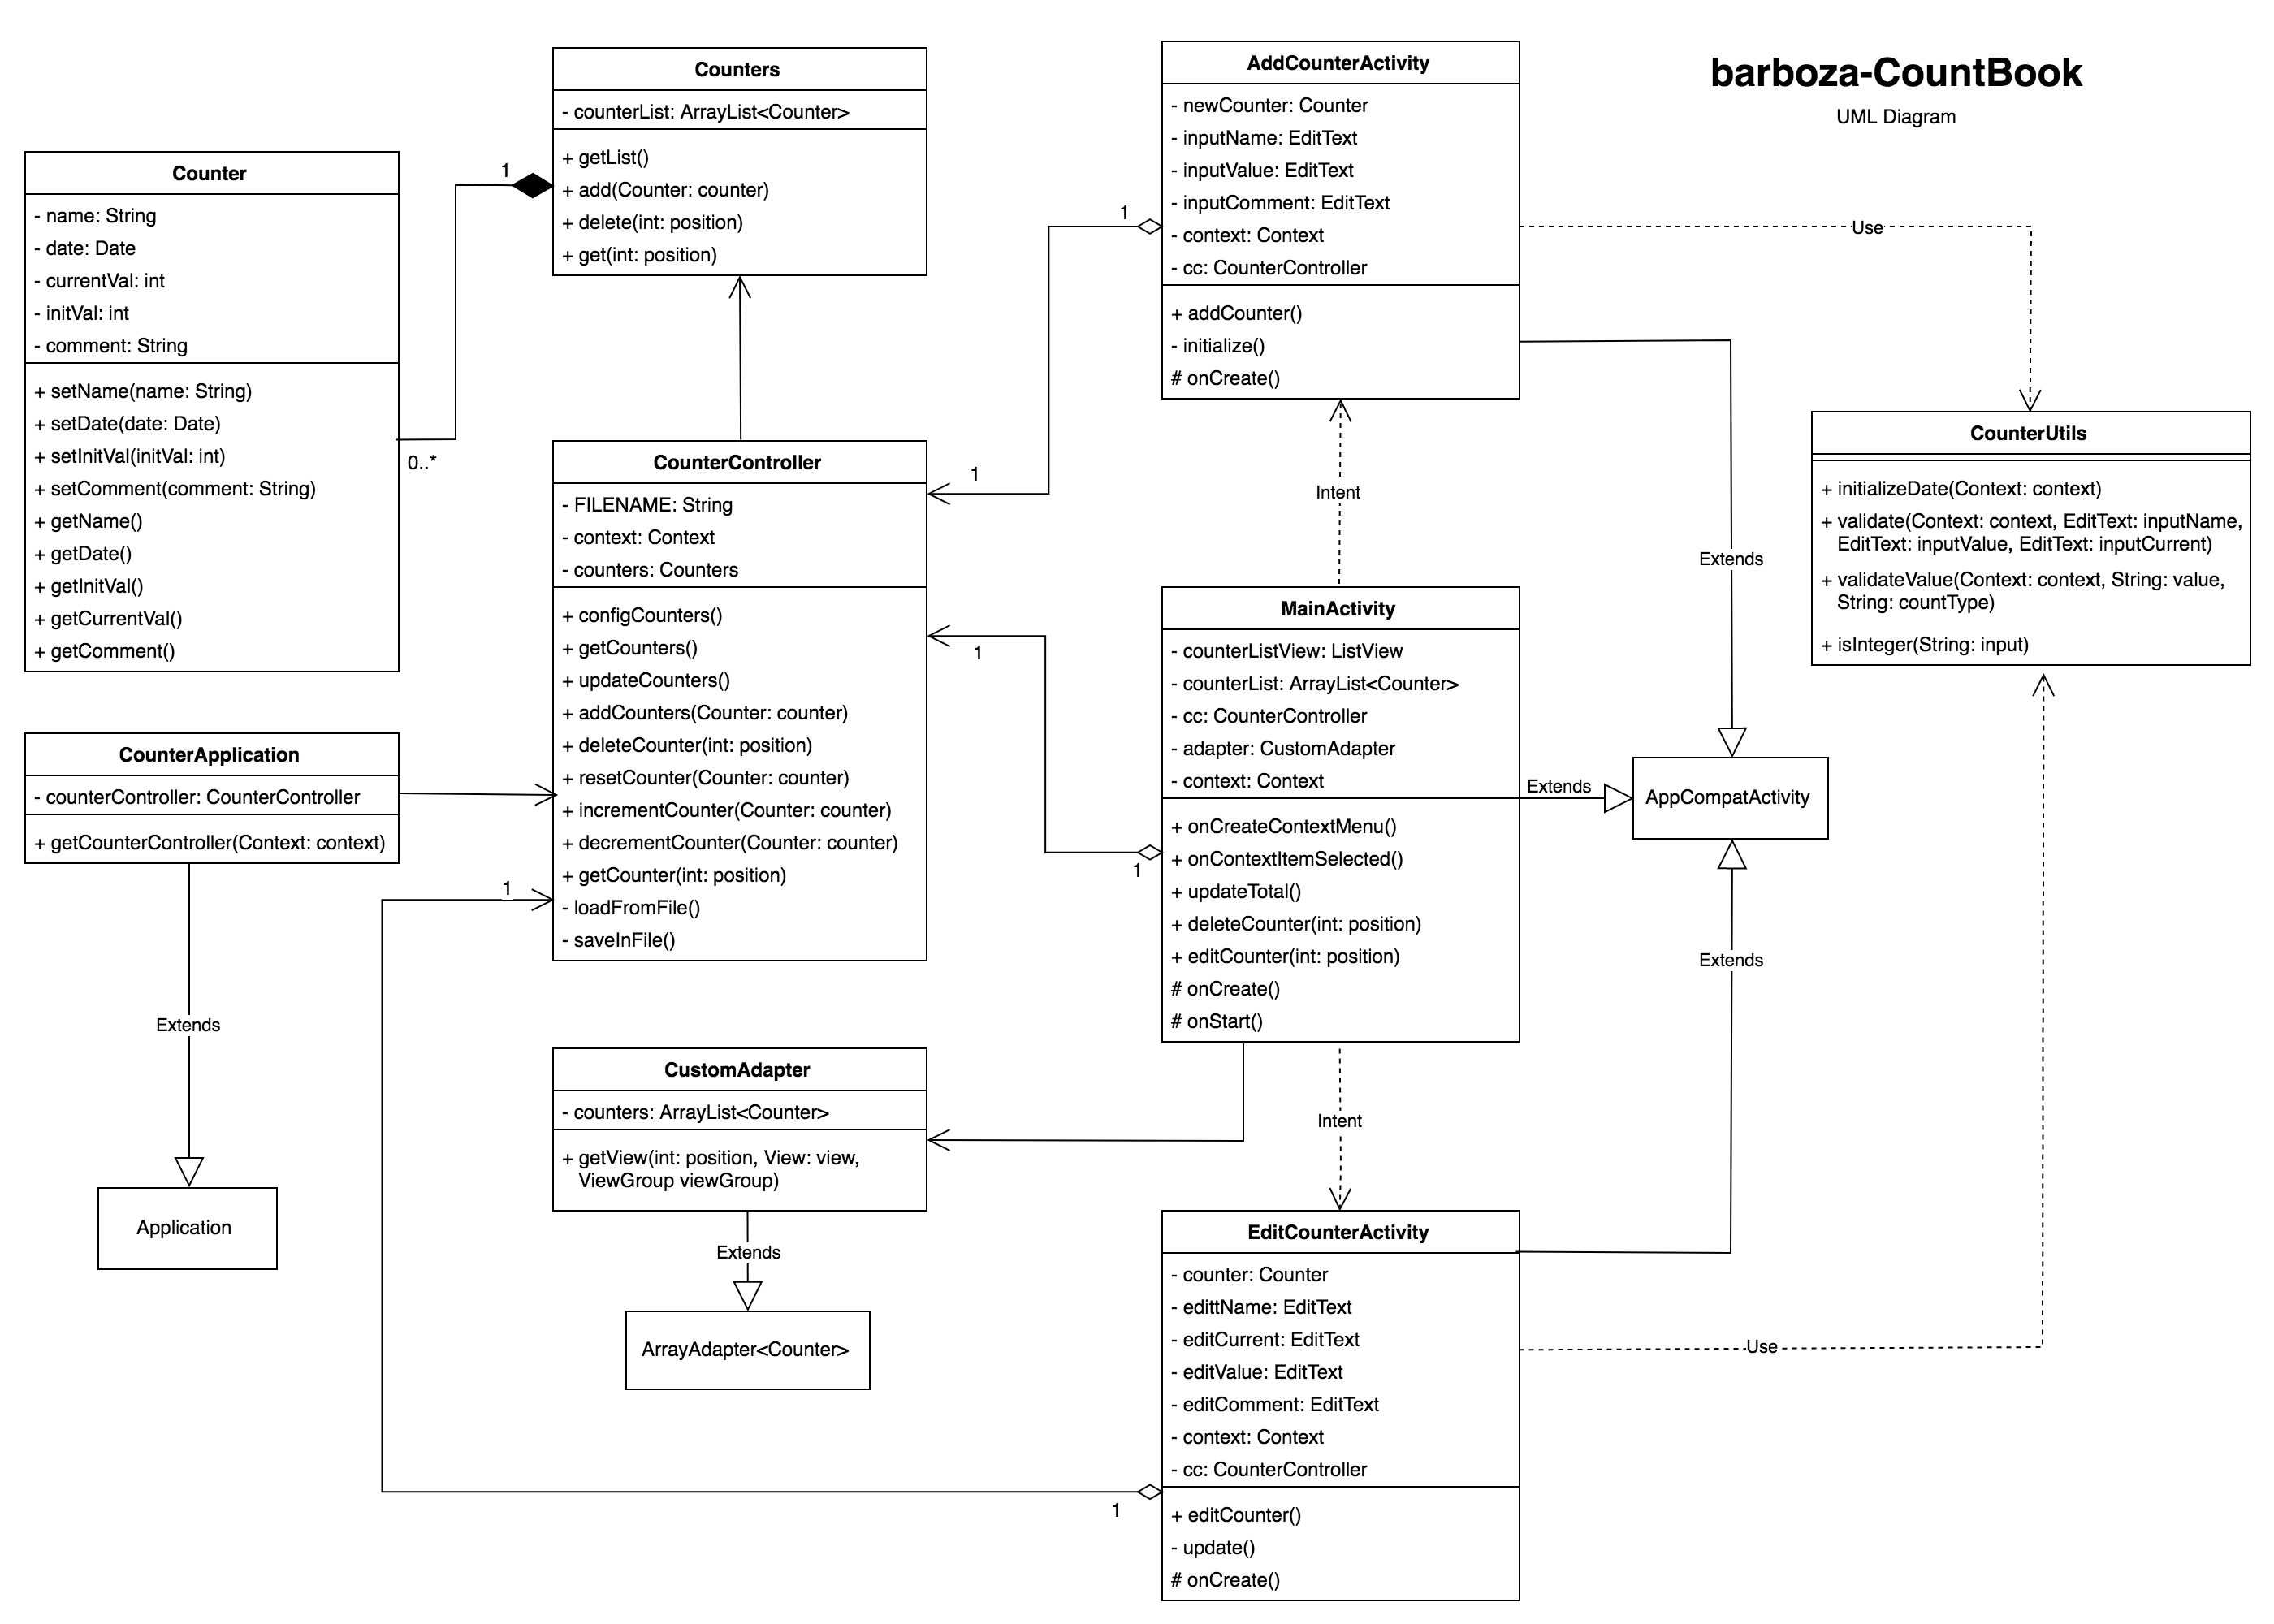 barboza-CountBook
UML Diagram
Counter
- name: String
- date: Date
- currentVal: int
- initVal: int
- comment: String
+ setName(name: String)
+ setDate(date: Date)
+ setInitVal(initVal: int)
+ setComment(comment: String)
+ getName()
+ getDate()
+ getInitVal()
+ getCurrentVal()
+ getComment()
1
0..*
Counters
- counterList: ArrayList<Counter>
+ getList()
+ add(Counter: counter)
+ delete(int: position)
+ get(int: position)
CounterController
- FILENAME: String
- context: Context
- counters: Counters
+ configCounters()
+ getCounters()
+ updateCounters()
+ addCounters(Counter: counter)
+ deleteCounter(int: position)
+ resetCounter(Counter: counter)
+ incrementCounter(Counter: counter)
+ decrementCounter(Counter: counter)
+ getCounter(int: position)
- loadFromFile()
- saveInFile()
CounterApplication
- counterController: CounterController
+ getCounterController(Context: context)
Extends
Application
1
CustomAdapter
- counters: ArrayList<Counter>
+ getView(int: position, View: view,
ViewGroup viewGroup)
Extends
ArrayAdapter<Counter>
AddCounterActivity
- newCounter: Counter
- inputName: EditText
- inputValue: EditText
- inputComment: EditText
- context: Context
- cc: CounterController
+ addCounter()
- initialize()
# onCreate()
1
1
Use
Extends
Intent
MainActivity
- counterListView: ListView
- counterList: ArrayList<Counter>
- cc: CounterController
- adapter: CustomAdapter
- context: Context
+ onCreateContextMenu()
+ onContextItemSelected()
+ updateTotal()
+ deleteCounter(int: position)
+ editCounter(int: position)
# onCreate()
# onStart()
1
1
Extends
AppCompatActivity
Extends
Intent
EditCounterActivity
- counter: Counter
- edittName: EditText
- editCurrent: EditText
- editValue: EditText
- editComment: EditText
- context: Context
- cc: CounterController
+ editCounter()
- update()
# onCreate()
1
Use
CounterUtils
+ initializeDate(Context: context)
+ validate(Context: context, EditText: inputName,
EditText: inputValue, EditText: inputCurrent)
+ validateValue(Context: context, String: value,
String: countType)
+ isInteger(String: input)